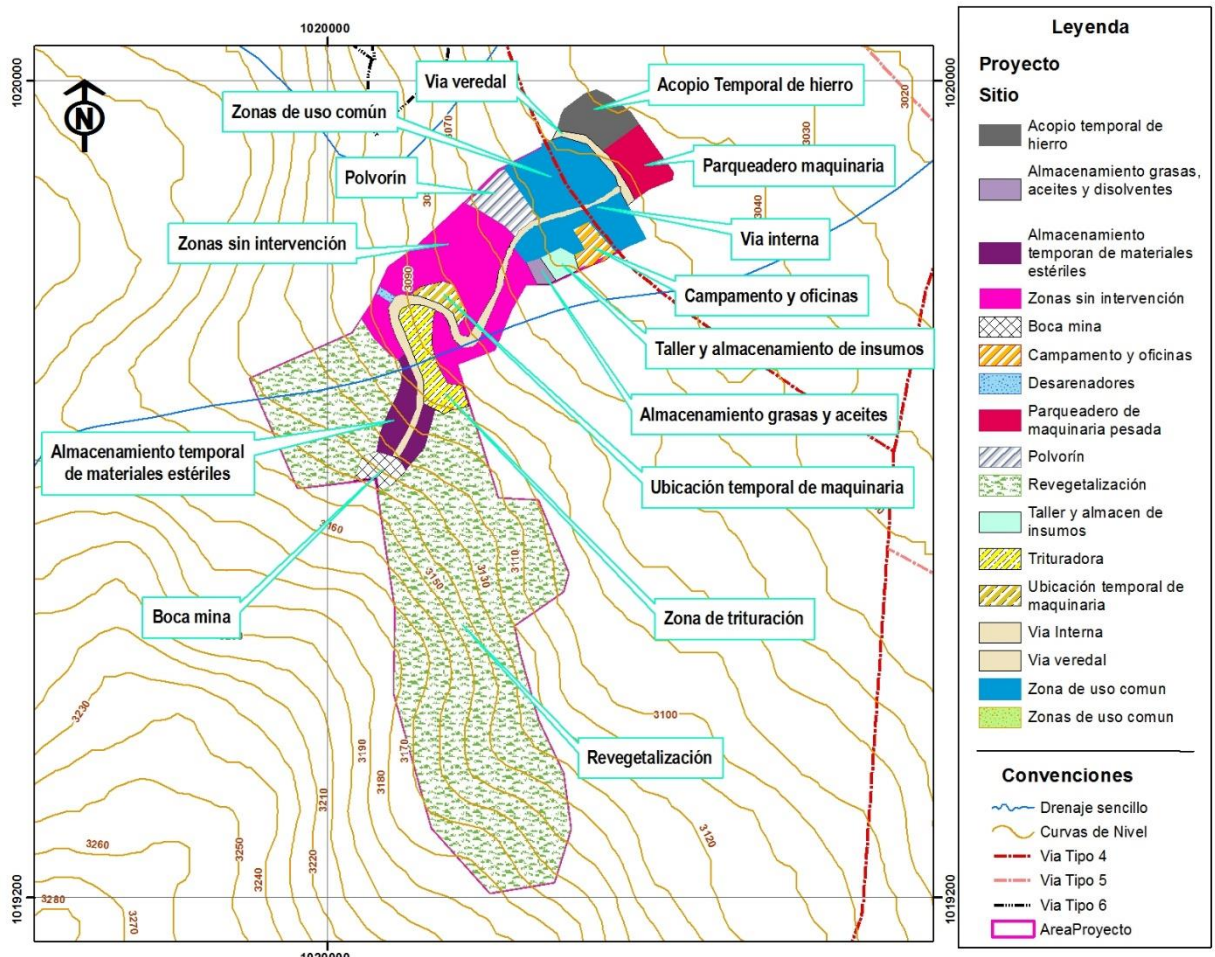 1020000
1020000
1020000
1019200
1019200
1020000
N
Via veredal
Acopio Temporal de hierro
Zonas de uso común
Polvorín
Parqueadero maquinaria
Zonas sin intervención
Via interna
Campamento y oficinas
Taller y almacenamiento de insumos
Almacenamiento grasas y aceites
Almacenamiento temporal
de materiales estériles
Ubicación temporal de maquinaria
Boca mina
Zona de trituración
Revegetalización
3020
3030
3040
3070
3090
3160
3150
3130
3110
3100
3120
3230
3190
3170
3180
3210
3220
3260
3250
3240
3280
3270
Leyenda
Proyecto
Sitio
Acopio temporal de
hierro
Almacenamiento grasas,
aceites y disolventes
Almacenamiento
temporan de materiales
estériles
Zonas sin intervención
Boca mina
Campamento y oficinas
Desarenadores
Parqueadero de
maquinaria pesada
Polvorín
Revegetalización
Taller y almacen de
insumos
Trituradora
Ubicación temporal de
maquinaria
Via Interna
Via veredal
Zona de uso comun
Zonas de uso comun
Convenciones
Drenaje sencillo
Curvas de Nivel
Via Tipo 4
Via Tipo 5
Via Tipo 6
AreaProyecto